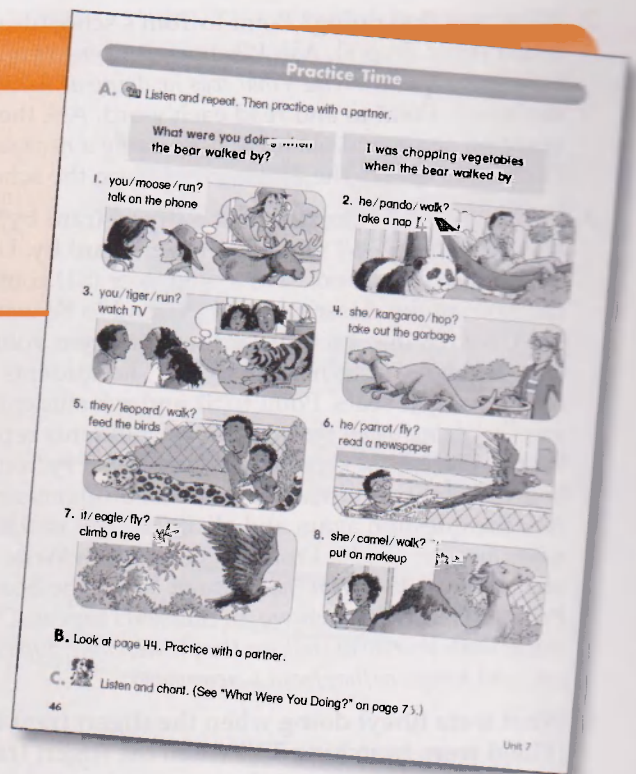 Practice Time
A. Listen and repeat. Then practice with a partner.
What were you doing when
the bear walked by?
I was chopping vegetables
when the bear walked by
1. you/moose/run?
talk on the phone
2. he/panda/walk?
take a nap
3. you/tiger/run?
watch TV
4. she/kangaroo/hop?
take out the garbage
5. they/leopard/walk?
feed the birds
6. he/parrot/fly?
read a newspaper
7. it/eagle/fly?
climb a tree
8. she/camel/walk?
put on makeup
B. Look at page 44. Practice with a partner.
C. Listen and chant. (See "What Were You Doing?" on page 73.)
46
Unit 7